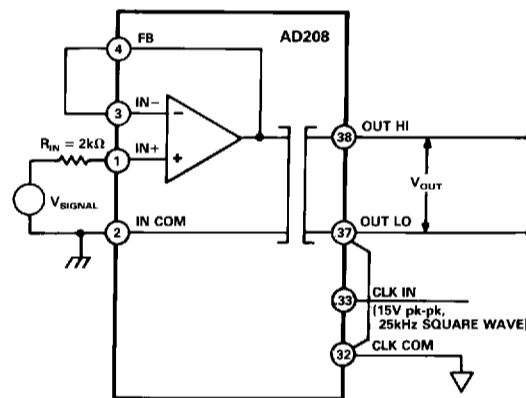 4 FB
AD208
3 IN–
–
R_IN = 2kΩ
1 IN+
+
V_SIGNAL
2 IN COM
38 OUT HI
V_OUT
37 OUT LO
33 CLK IN
(15V pk-pk,
25kHz SQUARE WAVE)
32 CLK COM